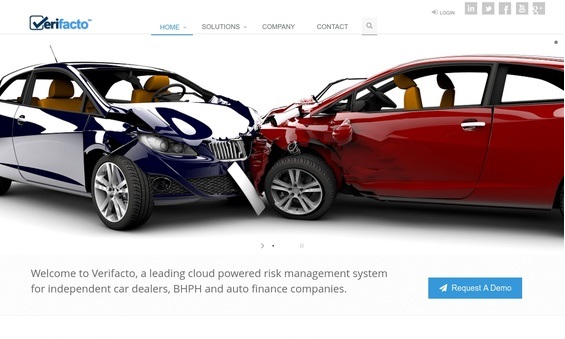 LOGIN
Verifacto
HOME SOLUTIONS COMPANY CONTACT
Welcome to Verifacto, a leading cloud powered risk management system
for independent car dealers, BHPH and auto finance companies.
Request A Demo